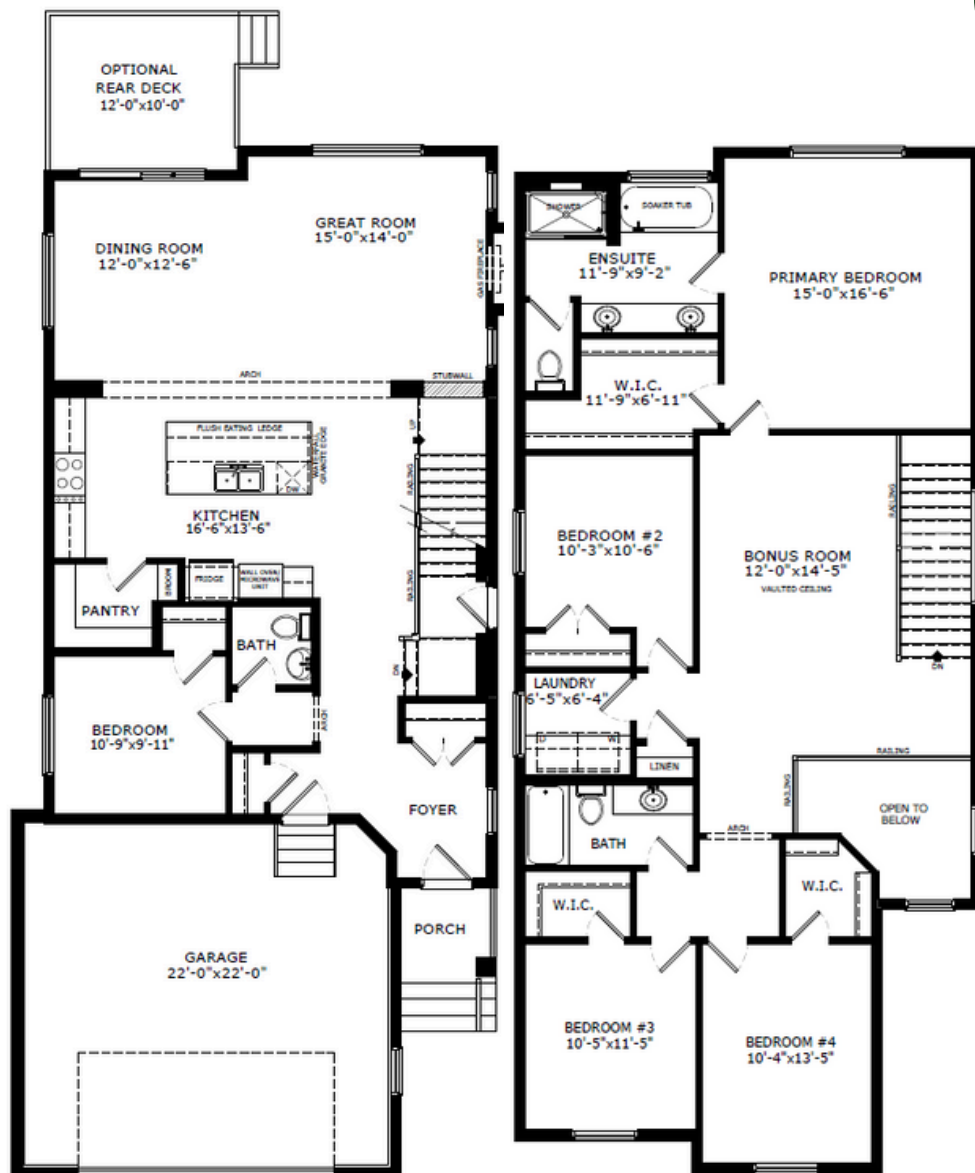 OPTIONAL
REAR DECK
12'-0"x10'-0"
GREAT ROOM
15'-0"x14'-0"
DINING ROOM
12'-0"x12'-6"
GAS FIREPLACE
ARCH
STUBWALL
FLUSH EATING LEDGE
WATERFALL
GRANITE EDGE
DW
UP
RAILING
KITCHEN
16'-6"x13'-6"
RAILING
PANTRY
BROOM
FRIDGE
WALL OVEN/
MICROWAVE
UNIT
BATH
DN
ARCH
BEDROOM
10'-9"x9'-11"
FOYER
PORCH
GARAGE
22'-0"x22'-0"
SHOWER
SOAKER TUB
ENSUITE
11'-9"x9'-2"
PRIMARY BEDROOM
15'-0"x16'-6"
W.I.C.
11'-9"x6'-11"
BEDROOM #2
10'-3"x10'-6"
RAILING
BONUS ROOM
12'-0"x14'-5"
VAULTED CEILING
DN
LAUNDRY
6'-5"x6'-4"
D
W
LINEN
RAILING
RAILING
OPEN TO
BELOW
BATH
ARCH
W.I.C.
W.I.C.
BEDROOM #3
10'-5"x11'-5"
BEDROOM #4
10'-4"x13'-5"